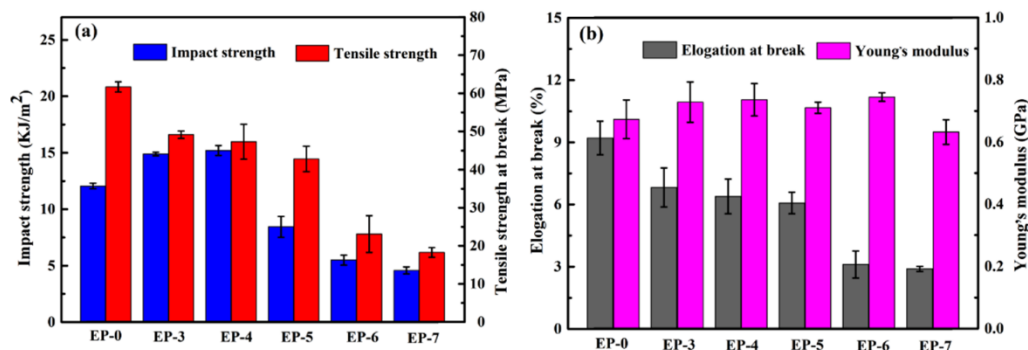 (a)
Impact strength
Tensile strength
Impact strength (KJ/m²)
25
20
15
10
5
0
Tensile strength at break (MPa)
80
70
60
50
40
30
20
10
0
EP-0 EP-3 EP-4 EP-5 EP-6 EP-7
(b)
Elogation at break
Young's modulus
Elogation at break (%)
15
12
9
6
3
0
Young's modulus (GPa)
1.0
0.8
0.6
0.4
0.2
0.0
EP-0 EP-3 EP-4 EP-5 EP-6 EP-7